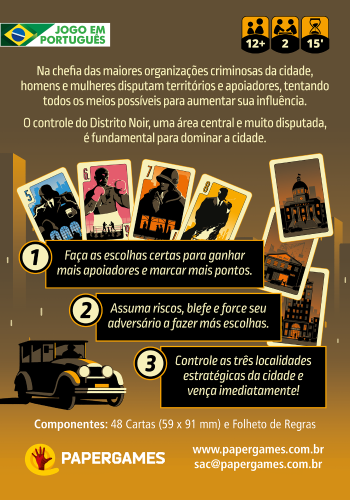 JOGO EM
PORTUGUÊS
12+
2
15'
Na chefia das maiores organizações criminosas da cidade,
homens e mulheres disputam territórios e apoiadores, tentando
todos os meios possíveis para aumentar sua influência.
O controle do Distrito Noir, uma área central e muito disputada,
é fundamental para dominar a cidade.
5
6
7
8
1
Faça as escolhas certas para ganhar
mais apoiadores e marcar mais pontos.
2
Assuma riscos, blefe e force seu
adversário a fazer más escolhas.
3
Controle as três localidades
estratégicas da cidade e
vença imediatamente!
Componentes: 48 Cartas (59 x 91 mm) e Folheto de Regras
PAPERGAMES
www.papergames.com.br
sac@papergames.com.br